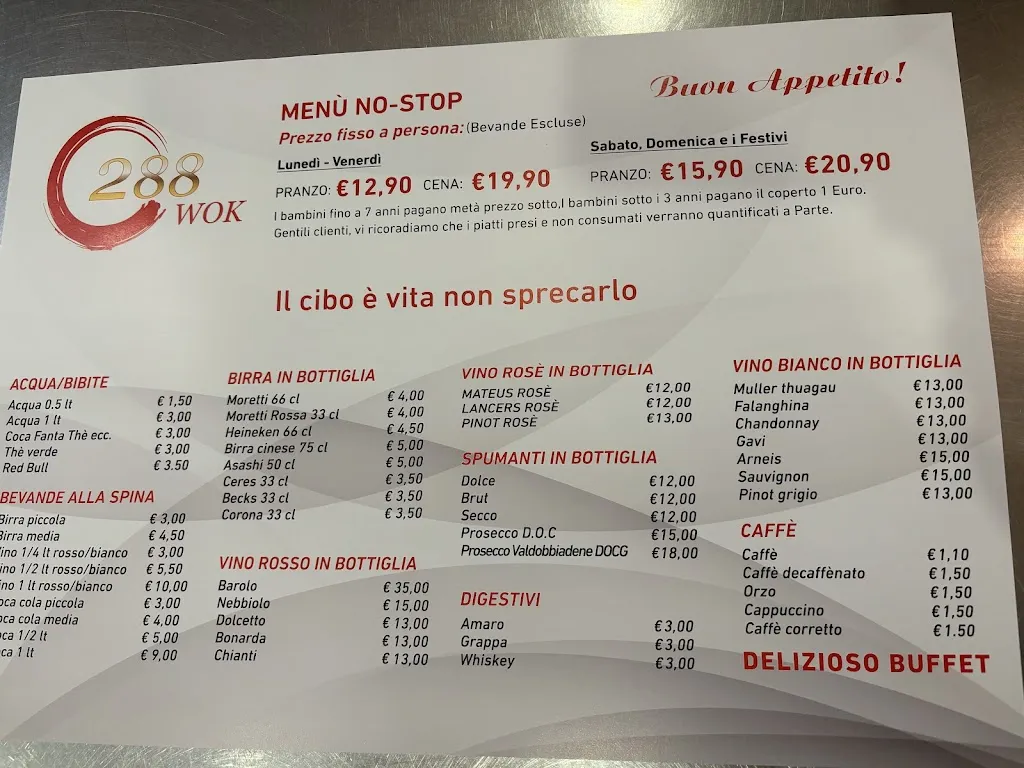 Buon Appetito!
288
WOK
MENÙ NO-STOP
Prezzo fisso a persona: (Bevande Escluse)
Lunedì - Venerdì
PRANZO: €12,90 CENA: €19,90
Sabato, Domenica e i Festivi
PRANZO: €15,90 CENA: €20,90
I bambini fino a 7 anni pagano metà prezzo sotto,I bambini sotto i 3 anni pagano il coperto 1 Euro.
Gentili clienti, vi ricoradiamo che i piatti presi e non consumati verranno quantificati a Parte.
Il cibo è vita non sprecarlo
ACQUA/BIBITE
Acqua 0.5 lt € 1,50
Acqua 1 lt € 3,00
Coca Fanta Thè ecc. € 3,00
Thè verde € 3,00
Red Bull € 3.50
BEVANDE ALLA SPINA
Birra piccola € 3,00
Birra media € 4,50
Vino 1/4 lt rosso/bianco € 3,00
Vino 1/2 lt rosso/bianco € 5,50
Vino 1 lt rosso/bianco € 10,00
oca cola piccola € 3,00
oca cola media € 4,00
oca 1/2 lt € 5,00
oca 1 lt € 9,00
BIRRA IN BOTTIGLIA
Moretti 66 cl € 4,00
Moretti Rossa 33 cl € 4,00
Heineken 66 cl € 4,50
Birra cinese 75 cl € 5,00
Asashi 50 cl € 5,00
Ceres 33 cl € 3,50
Becks 33 cl € 3,50
Corona 33 cl € 3,50
VINO ROSSO IN BOTTIGLIA
Barolo € 35,00
Nebbiolo € 15,00
Dolcetto € 13,00
Bonarda € 13,00
Chianti € 13,00
VINO ROSÈ IN BOTTIGLIA
MATEUS ROSÈ €12,00
LANCERS ROSÈ €12,00
PINOT ROSÈ €13,00
SPUMANTI IN BOTTIGLIA
Dolce €12,00
Brut €12,00
Secco €12,00
Prosecco D.O.C €15,00
Prosecco Valdobbiadene DOCG €18,00
DIGESTIVI
Amaro €3,00
Grappa €3,00
Whiskey €3,00
VINO BIANCO IN BOTTIGLIA
Muller thuagau €13,00
Falanghina €13,00
Chandonnay €13,00
Gavi €13,00
Arneis €15,00
Sauvignon €15,00
Pinot grigio €13,00
CAFFÈ
Caffè €1,10
Caffè decaffènato €1,50
Orzo €1,50
Cappuccino €1,50
Caffè corretto €1.50
DELIZIOSO BUFFET